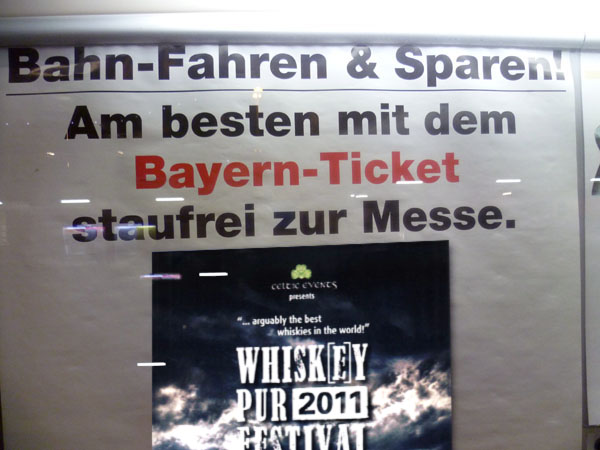 Bahn-Fahren & Sparen!
Am besten mit dem
Bayern-Ticket
staufrei zur Messe.
CELTIC EVENTS
presents
"... arguably the best
whiskies in the world!"
WHISK[E]Y
PUR 2011
FESTIVAL